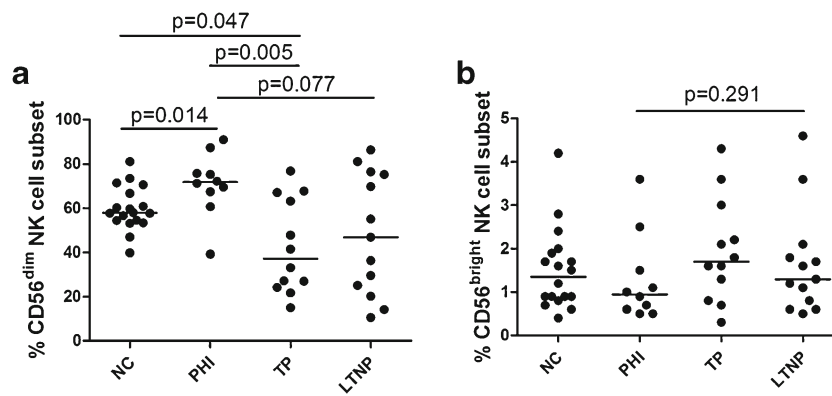 p=0.047
p=0.005
a
p=0.077
p=0.014
% CD56dim NK cell subset
100
80
60
40
20
0
NC
PHI
TP
LTNP
b
p=0.291
% CD56bright NK cell subset
5
4
3
2
1
0
NC
PHI
TP
LTNP